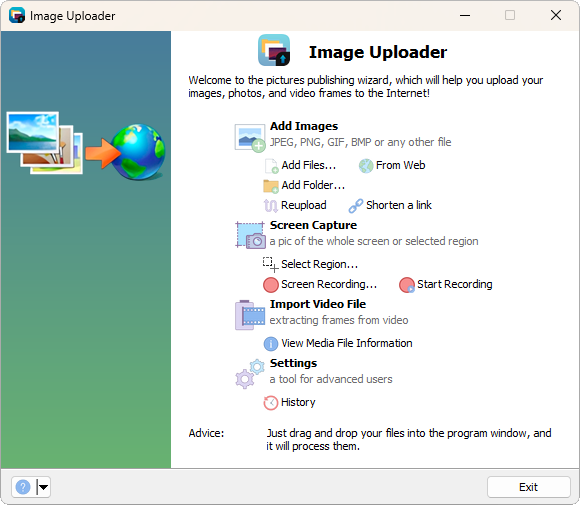 Image Uploader
Image Uploader
Welcome to the pictures publishing wizard, which will help you upload your
images, photos, and video frames to the Internet!
Add Images
JPEG, PNG, GIF, BMP or any other file
Add Files... From Web
Add Folder...
Reupload Shorten a link
Screen Capture
a pic of the whole screen or selected region
Select Region...
Screen Recording... Start Recording
Import Video File
extracting frames from video
View Media File Information
Settings
a tool for advanced users
History
Advice: Just drag and drop your files into the program window, and
it will process them.
Exit